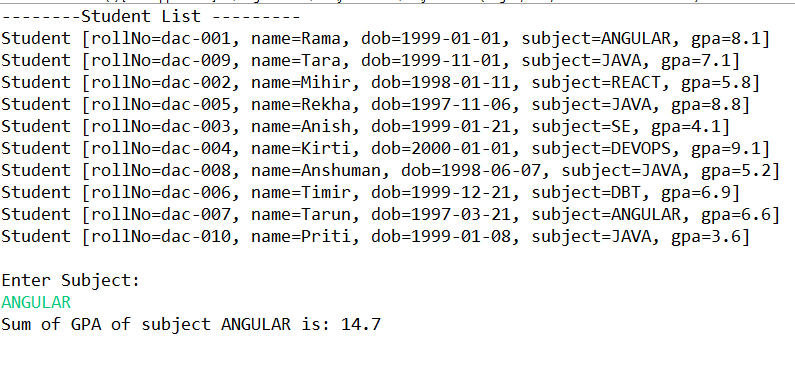 --------Student List ---------
Student [rollNo=dac-001, name=Rama, dob=1999-01-01, subject=ANGULAR, gpa=8.1]
Student [rollNo=dac-009, name=Tara, dob=1999-11-01, subject=JAVA, gpa=7.1]
Student [rollNo=dac-002, name=Mihir, dob=1998-01-11, subject=REACT, gpa=5.8]
Student [rollNo=dac-005, name=Rekha, dob=1997-11-06, subject=JAVA, gpa=8.8]
Student [rollNo=dac-003, name=Anish, dob=1999-01-21, subject=SE, gpa=4.1]
Student [rollNo=dac-004, name=Kirti, dob=2000-01-01, subject=DEVOPS, gpa=9.1]
Student [rollNo=dac-008, name=Anshuman, dob=1998-06-07, subject=JAVA, gpa=5.2]
Student [rollNo=dac-006, name=Timir, dob=1999-12-21, subject=DBT, gpa=6.9]
Student [rollNo=dac-007, name=Tarun, dob=1997-03-21, subject=ANGULAR, gpa=6.6]
Student [rollNo=dac-010, name=Priti, dob=1999-01-08, subject=JAVA, gpa=3.6]
Enter Subject:
ANGULAR
Sum of GPA of subject ANGULAR is: 14.7